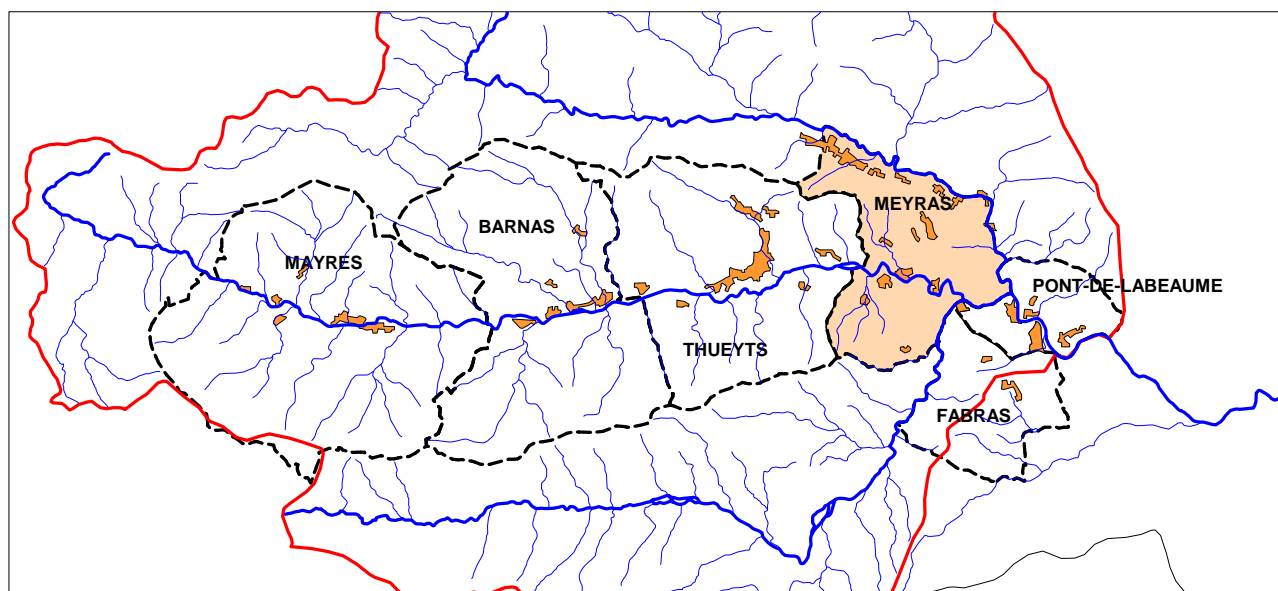 MEYRAS
BARNAS
MAYRES
PONT-DE-LABEAUME
THUEYTS
FABRAS